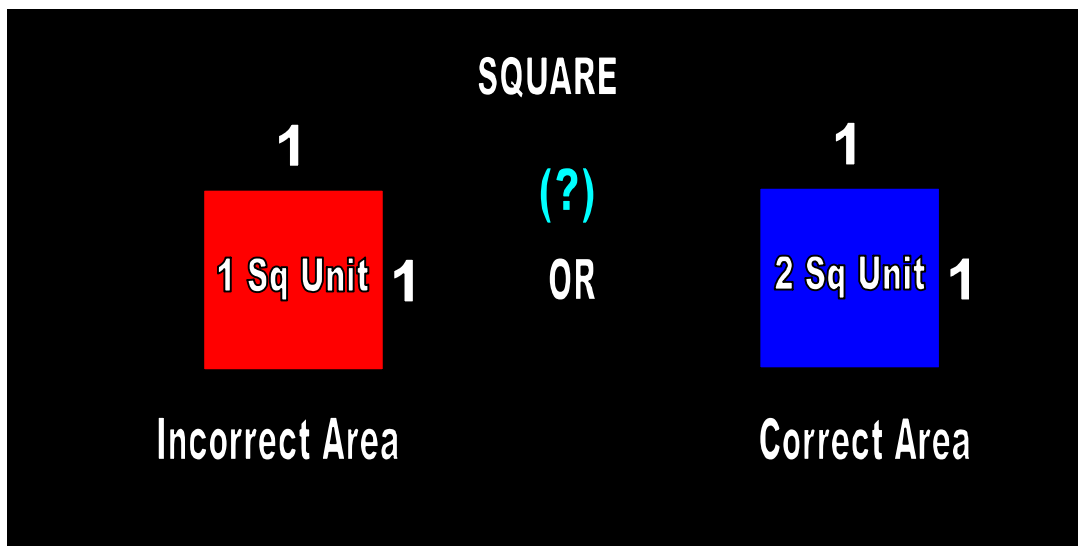 SQUARE
1
1
(?)
1 Sq Unit
1
OR
2 Sq Unit
1
Incorrect Area
Correct Area